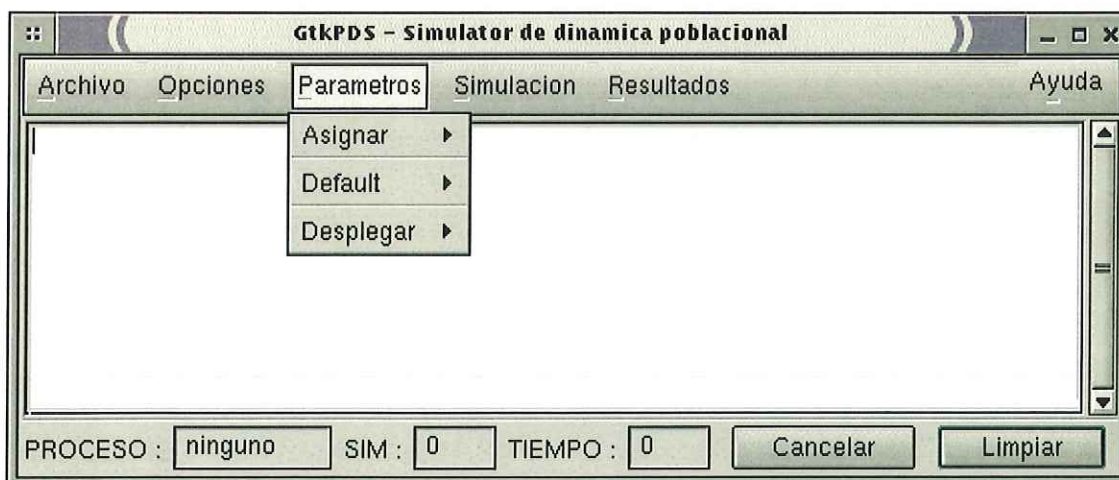 GtkPDS - Simulator de dinamica poblacional
Archivo Opciones Parametros Simulacion Resultados Ayuda
Asignar
Default
Desplegar
PROCESO : ninguno SIM : 0 TIEMPO : 0 Cancelar Limpiar